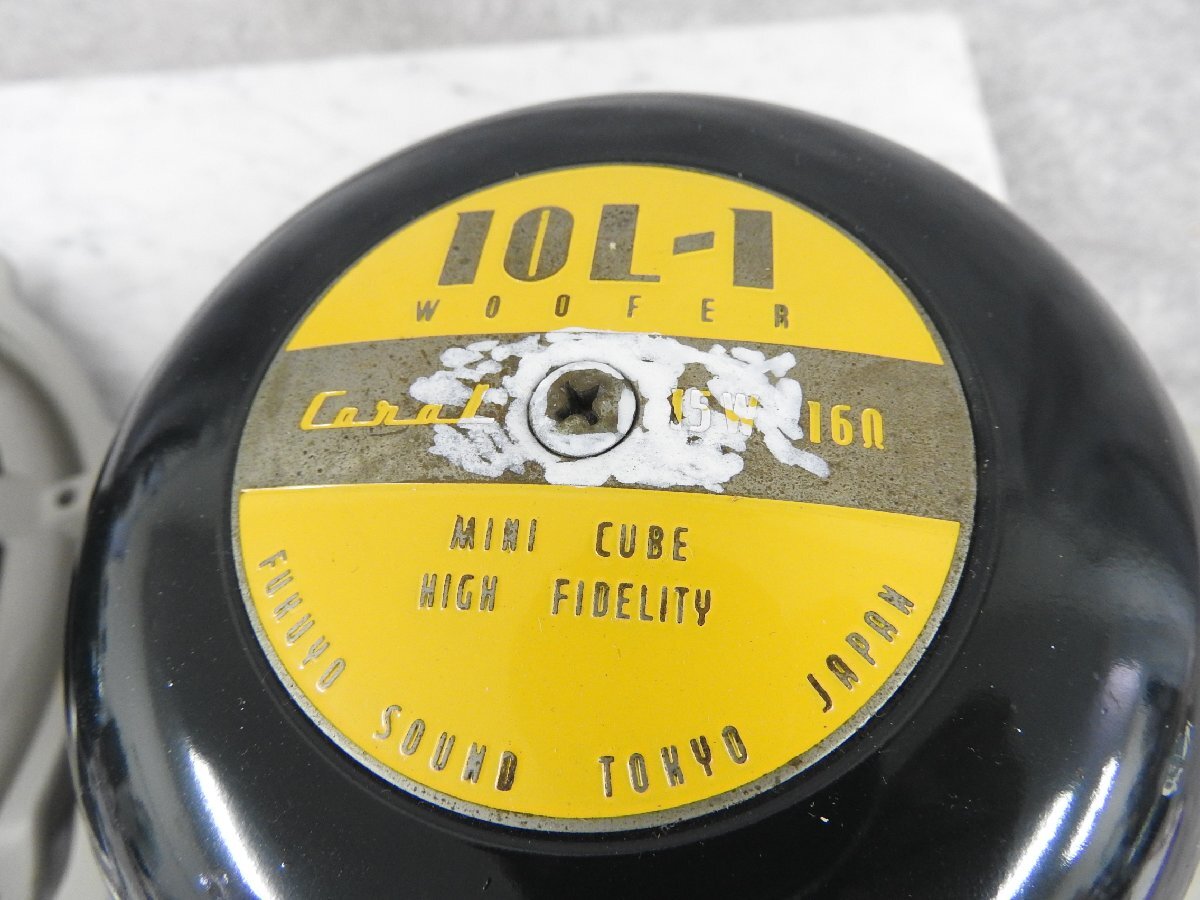 10L-1
WOOFER
Coral 15W 16Ω
MINI CUBE
HIGH FIDELITY
FUKUYO SOUND TOKYO JAPAN